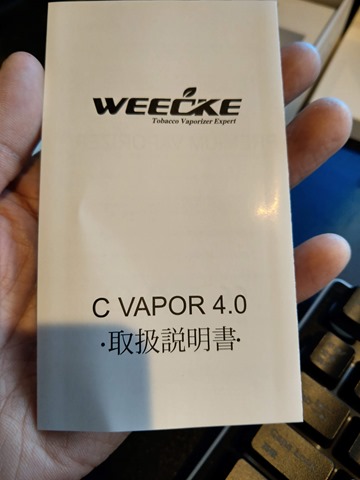 WEECKE
Tobacco Vaporizer Expert
C VAPOR 4.0
·取扱説明書·